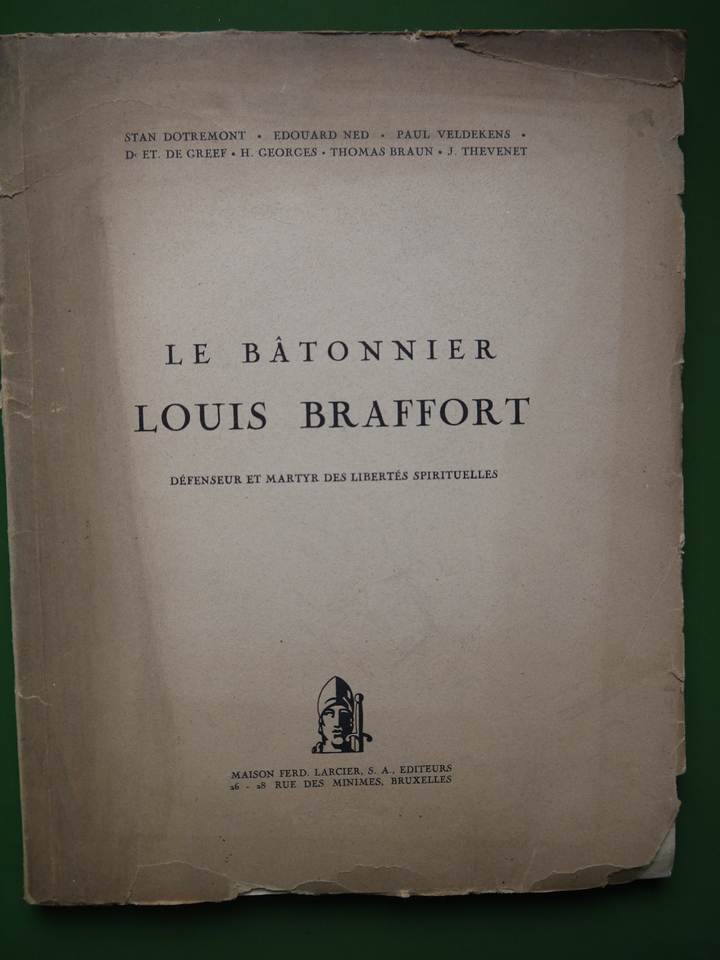 STAN DOTREMONT • EDOUARD NED • PAUL VELDEKENS •
Dr ET. DE GREEF • H. GEORGES • THOMAS BRAUN • J. THEVENET
LE BÂTONNIER
LOUIS BRAFFORT
DÉFENSEUR ET MARTYR DES LIBERTÉS SPIRITUELLES
MAISON FERD. LARCIER, S. A., EDITEURS
26 - 28 RUE DES MINIMES, BRUXELLES